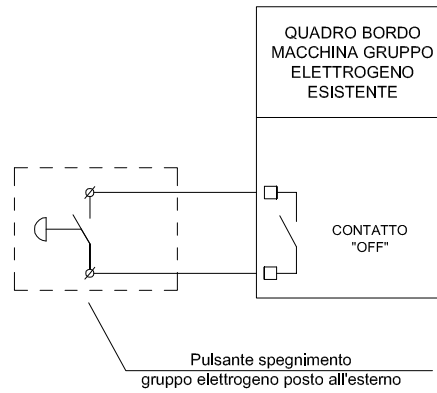 QUADRO BORDO
MACCHINA GRUPPO
ELETTROGENO
ESISTENTE
CONTATTO
"OFF"
Pulsante spegnimento
gruppo elettrogeno posto all'esterno